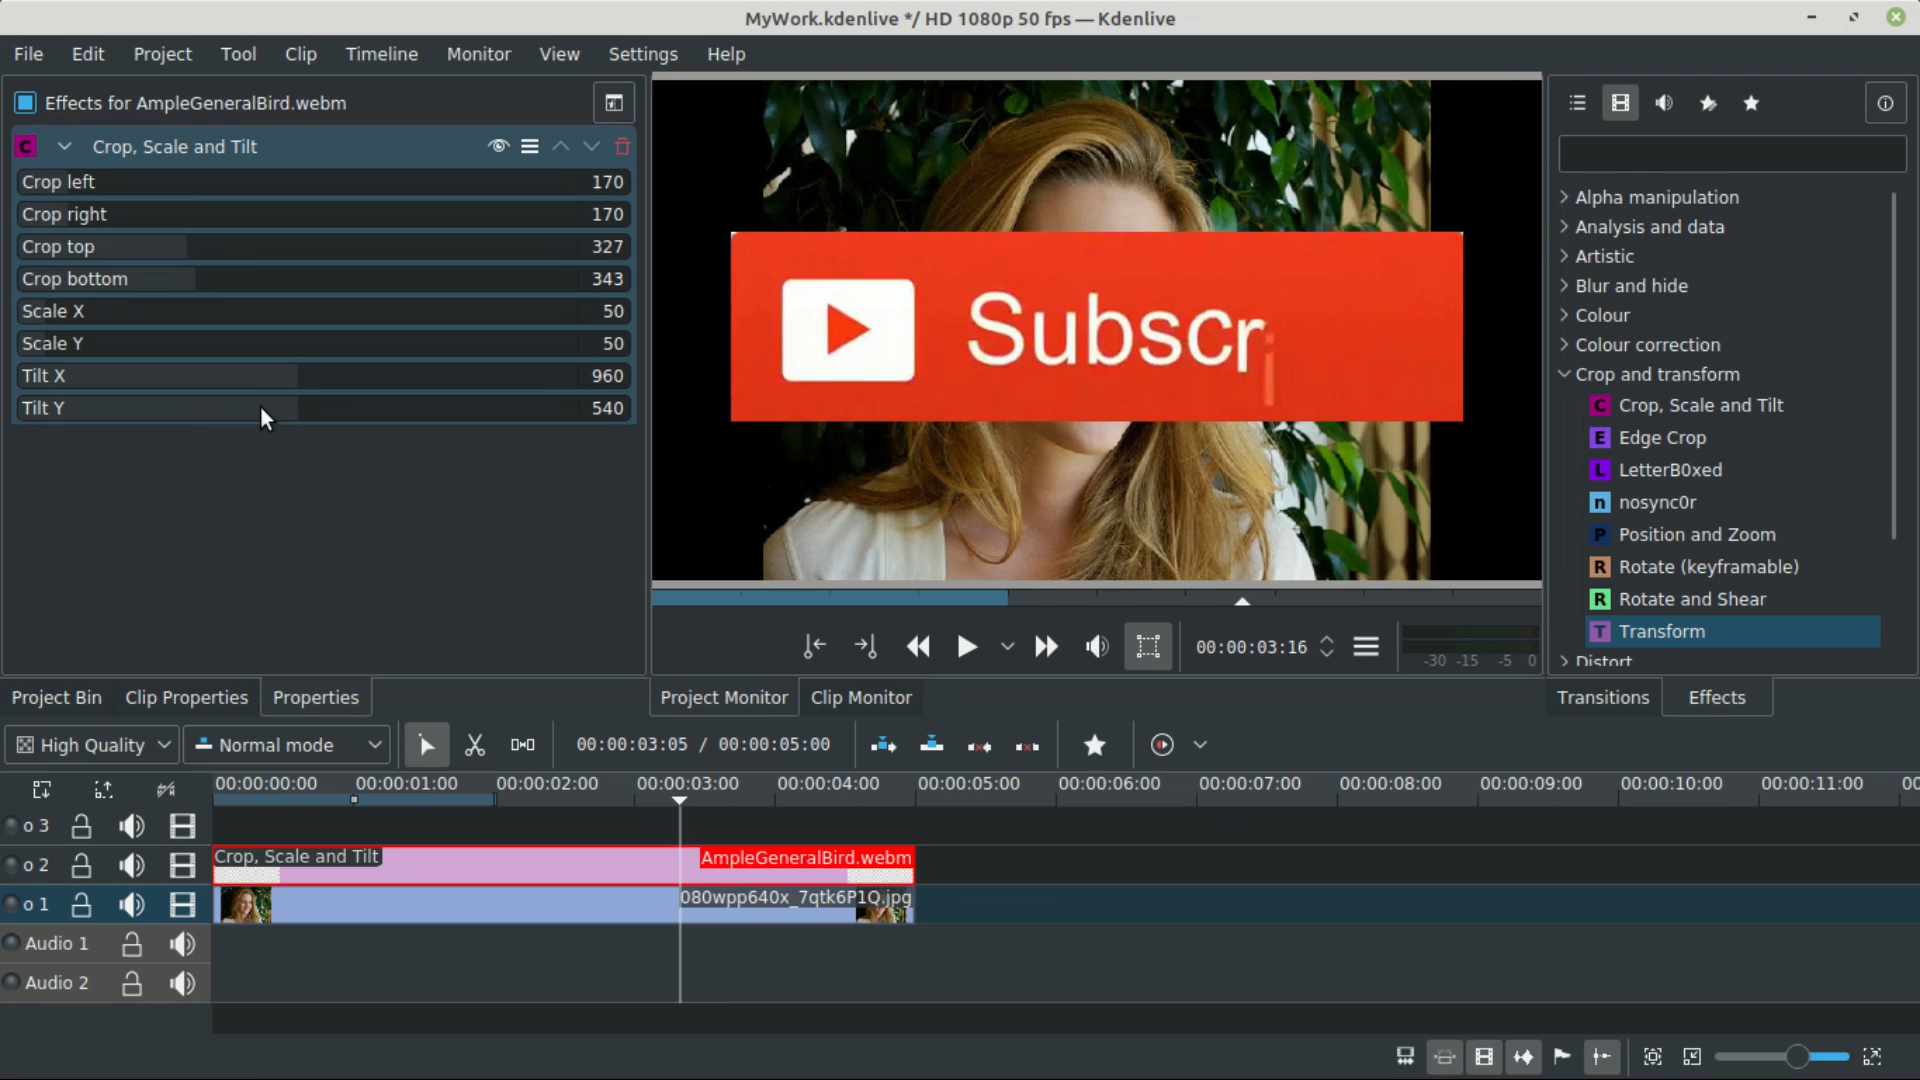 MyWork.kdenlive */ HD 1080p 50 fps — Kdenlive
File Edit Project Tool Clip Timeline Monitor View Settings Help
Effects for AmpleGeneralBird.webm
C Crop, Scale and Tilt
Crop left 170
Crop right 170
Crop top 327
Crop bottom 343
Scale X 50
Scale Y 50
Tilt X 960
Tilt Y 540
Subscri
00:00:03:16
-30 -15 -5 0
Alpha manipulation
Analysis and data
Artistic
Blur and hide
Colour
Colour correction
Crop and transform
C Crop, Scale and Tilt
E Edge Crop
L LetterB0xed
n nosync0r
P Position and Zoom
R Rotate (keyframable)
R Rotate and Shear
T Transform
Distort
Project Bin Clip Properties Properties
Project Monitor Clip Monitor
Transitions Effects
High Quality Normal mode 00:00:03:05 / 00:00:05:00
00:00:00:00 00:00:01:00 00:00:02:00 00:00:03:00 00:00:04:00 00:00:05:00 00:00:06:00 00:00:07:00 00:00:08:00 00:00:09:00 00:00:10:00 00:00:11:00 00
o 3
o 2 Crop, Scale and Tilt AmpleGeneralBird.webm
o 1 080wpp640x_7qtk6P1Q.jpg
Audio 1
Audio 2